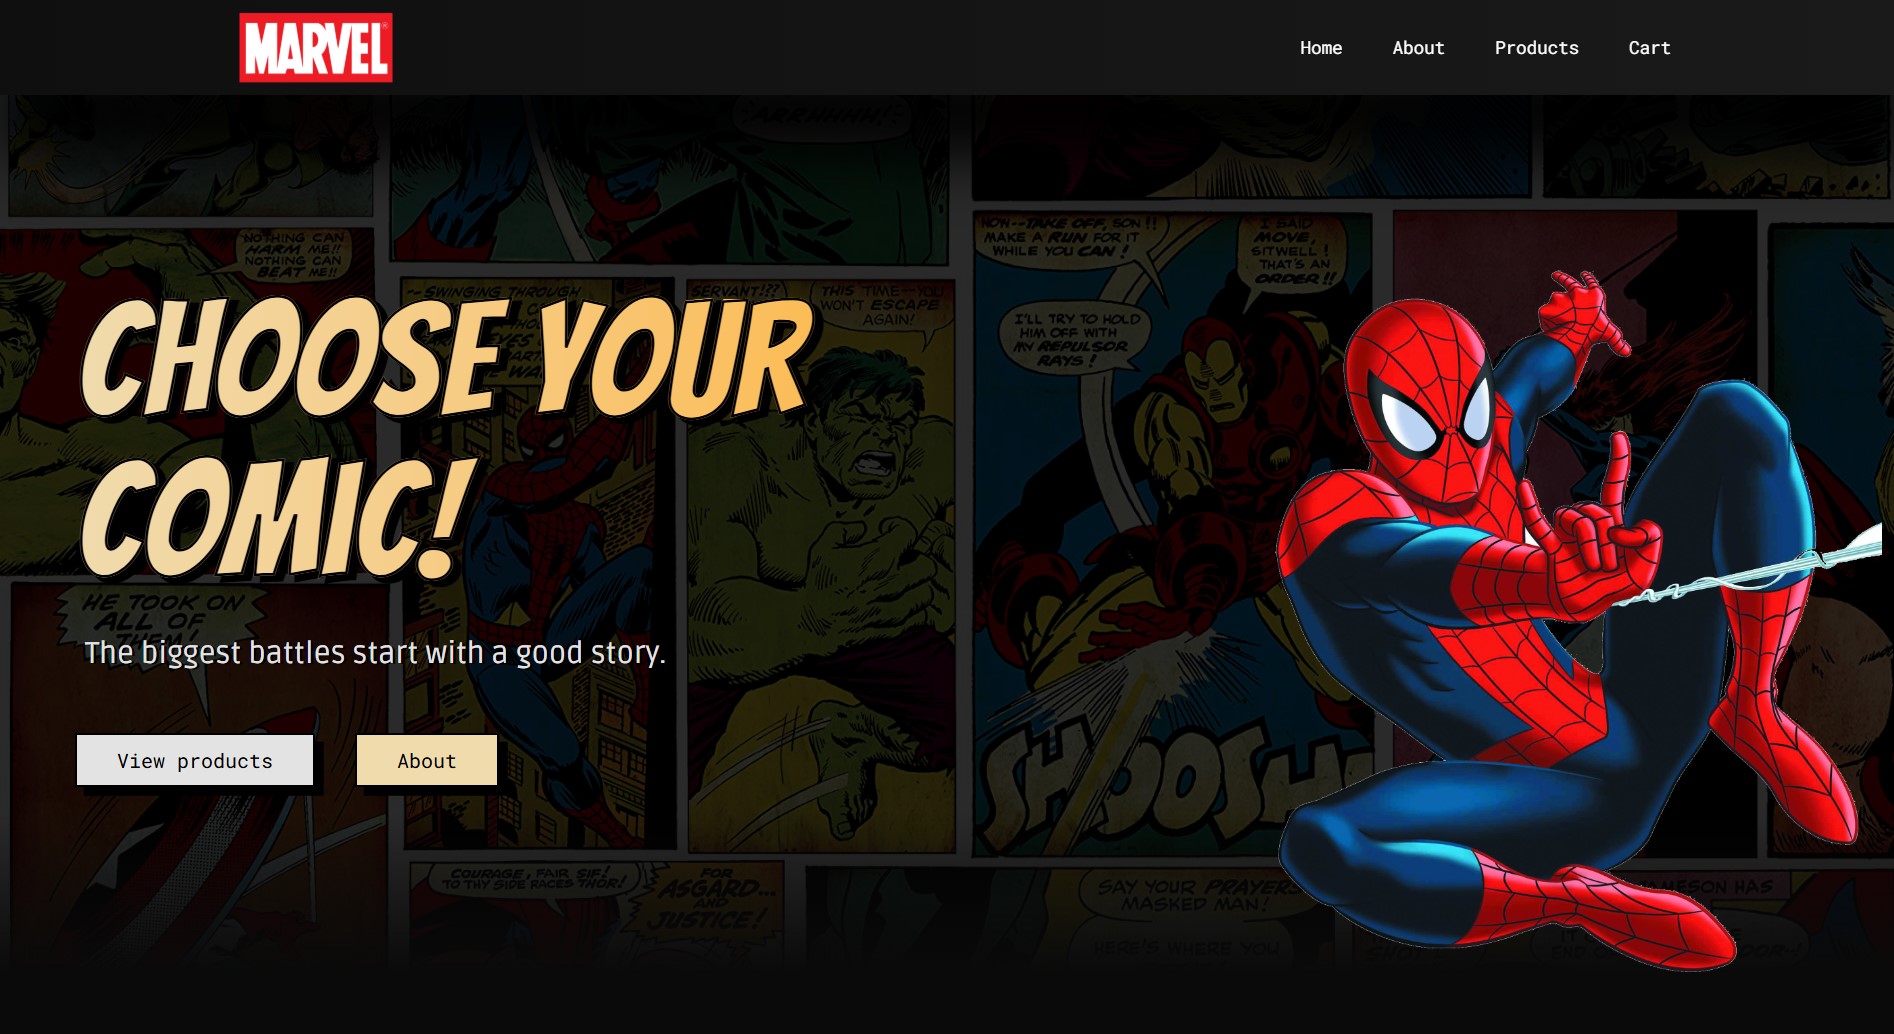 MARVEL
Home
About
Products
Cart
ARRHHHH!
NOTHING CAN
HARM ME!!
NOTHING CAN
BEAT ME!!
NOW--TAKE OFF, SON!!
MAKE A RUN FOR IT
WHILE YOU CAN!
I SAID
MOVE,
SITWELL!
THAT'S AN
ORDER!!
~SWINGING THROUGH
SERVANT!??
THIS TIME--YOU
WON'T ESCAPE
AGAIN!
I'LL TRY TO HOLD
HIM OFF WITH
MY REPULSOR
RAYS!
CHOOSE YOUR
COMIC!
HE TOOK ON
ALL OF
THEM!
The biggest battles start with a good story.
View products
About
SHOOSH
COURAGE, FAIR SIF!
TO THY SIDE RACES THOR!
FOR
ASGARD...
AND
JUSTICE!
SAY YOUR PRAYERS
MASKED MAN!
HERE'S WHERE YOU
JAMESON HAS